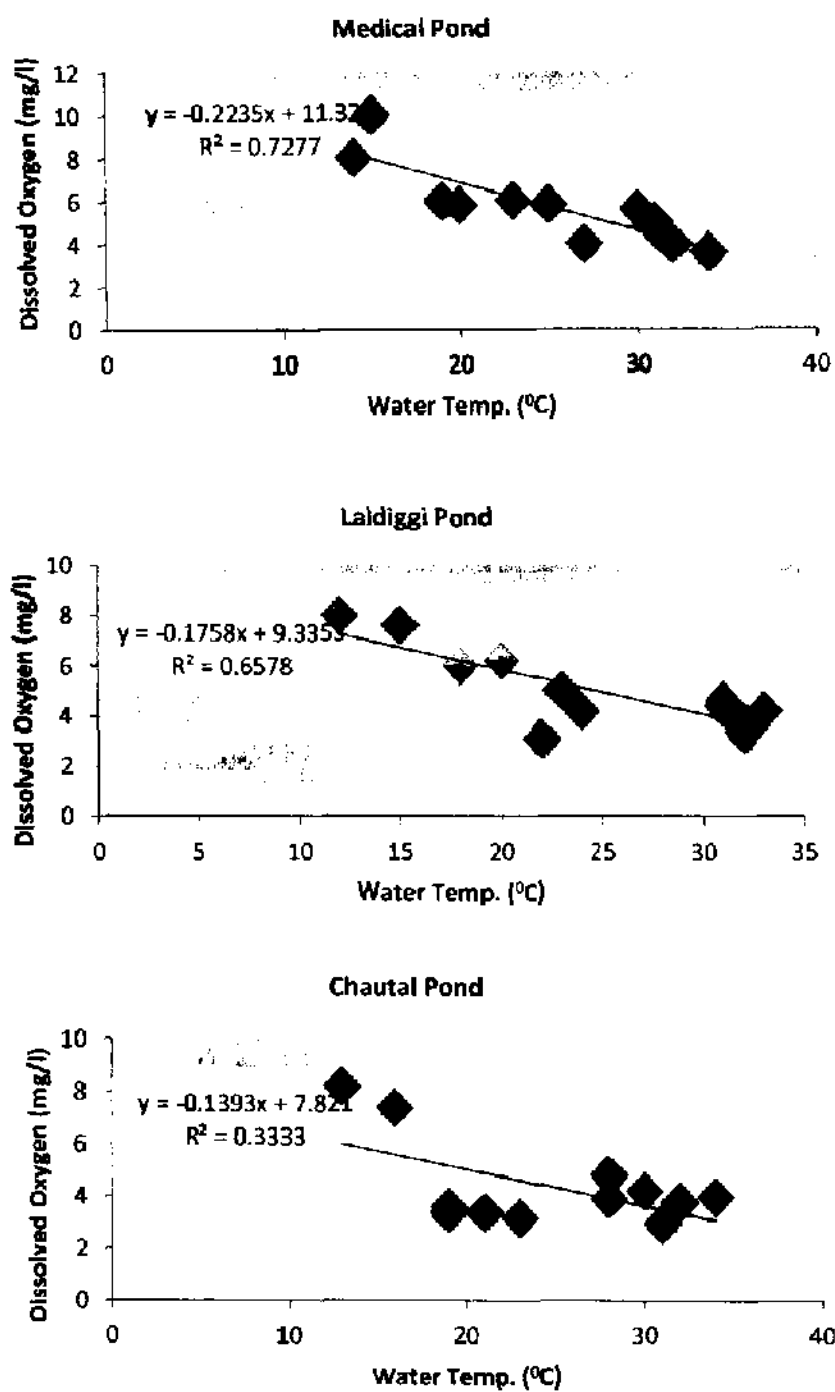 Medical Pond
Dissolved Oxygen (mg/l)
12
10
8
6
4
2
0
y = -0.2235x + 11.32
R² = 0.7277
0 10 20 30 40
Water Temp. (⁰C)
Laldiggi Pond
Dissolved Oxygen (mg/l)
10
8
6
4
2
0
y = -0.1758x + 9.3353
R² = 0.6578
0 5 10 15 20 25 30 35
Water Temp. (⁰C)
Chautal Pond
Dissolved Oxygen (mg/l)
10
8
6
4
2
0
y = -0.1393x + 7.821
R² = 0.3333
0 10 20 30 40
Water Temp. (⁰C)